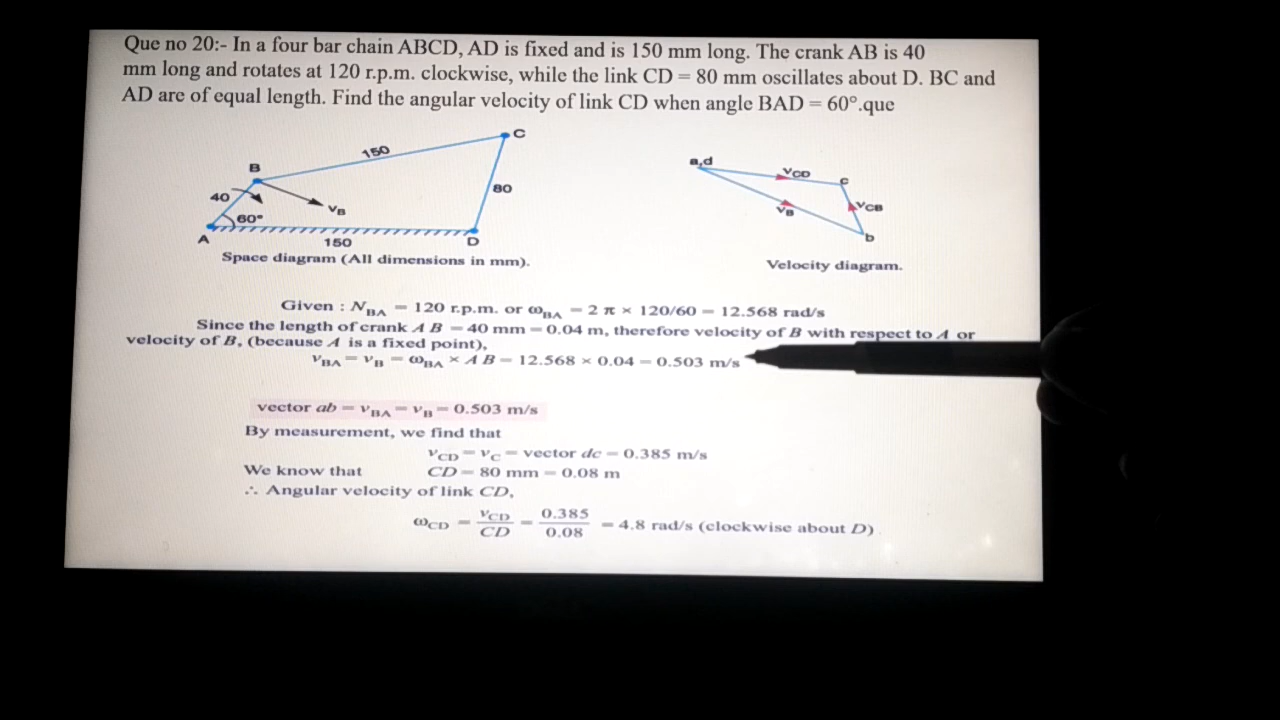 Que no 20:- In a four bar chain ABCD, AD is fixed and is 150 mm long. The crank AB is 40
mm long and rotates at 120 r.p.m. clockwise, while the link CD = 80 mm oscillates about D. BC and
AD are of equal length. Find the angular velocity of link CD when angle BAD = 60°.que
C
150
B
40
80
vB
60°
A
150
D
Space diagram (All dimensions in mm).
a,d
vCD
c
vCB
vB
b
Velocity diagram.
Given : NBA = 120 r.p.m. or ωBA = 2 π × 120/60 = 12.568 rad/s
Since the length of crank A B = 40 mm = 0.04 m, therefore velocity of B with respect to A or
velocity of B, (because A is a fixed point),
vBA = vB = ωBA × A B = 12.568 × 0.04 = 0.503 m/s
vector ab = vBA = vB = 0.503 m/s
By measurement, we find that
vCD = vC = vector dc = 0.385 m/s
We know that CD = 80 mm = 0.08 m
∴ Angular velocity of link CD,
ωCD = vCD/CD = 0.385/0.08 = 4.8 rad/s (clockwise about D)